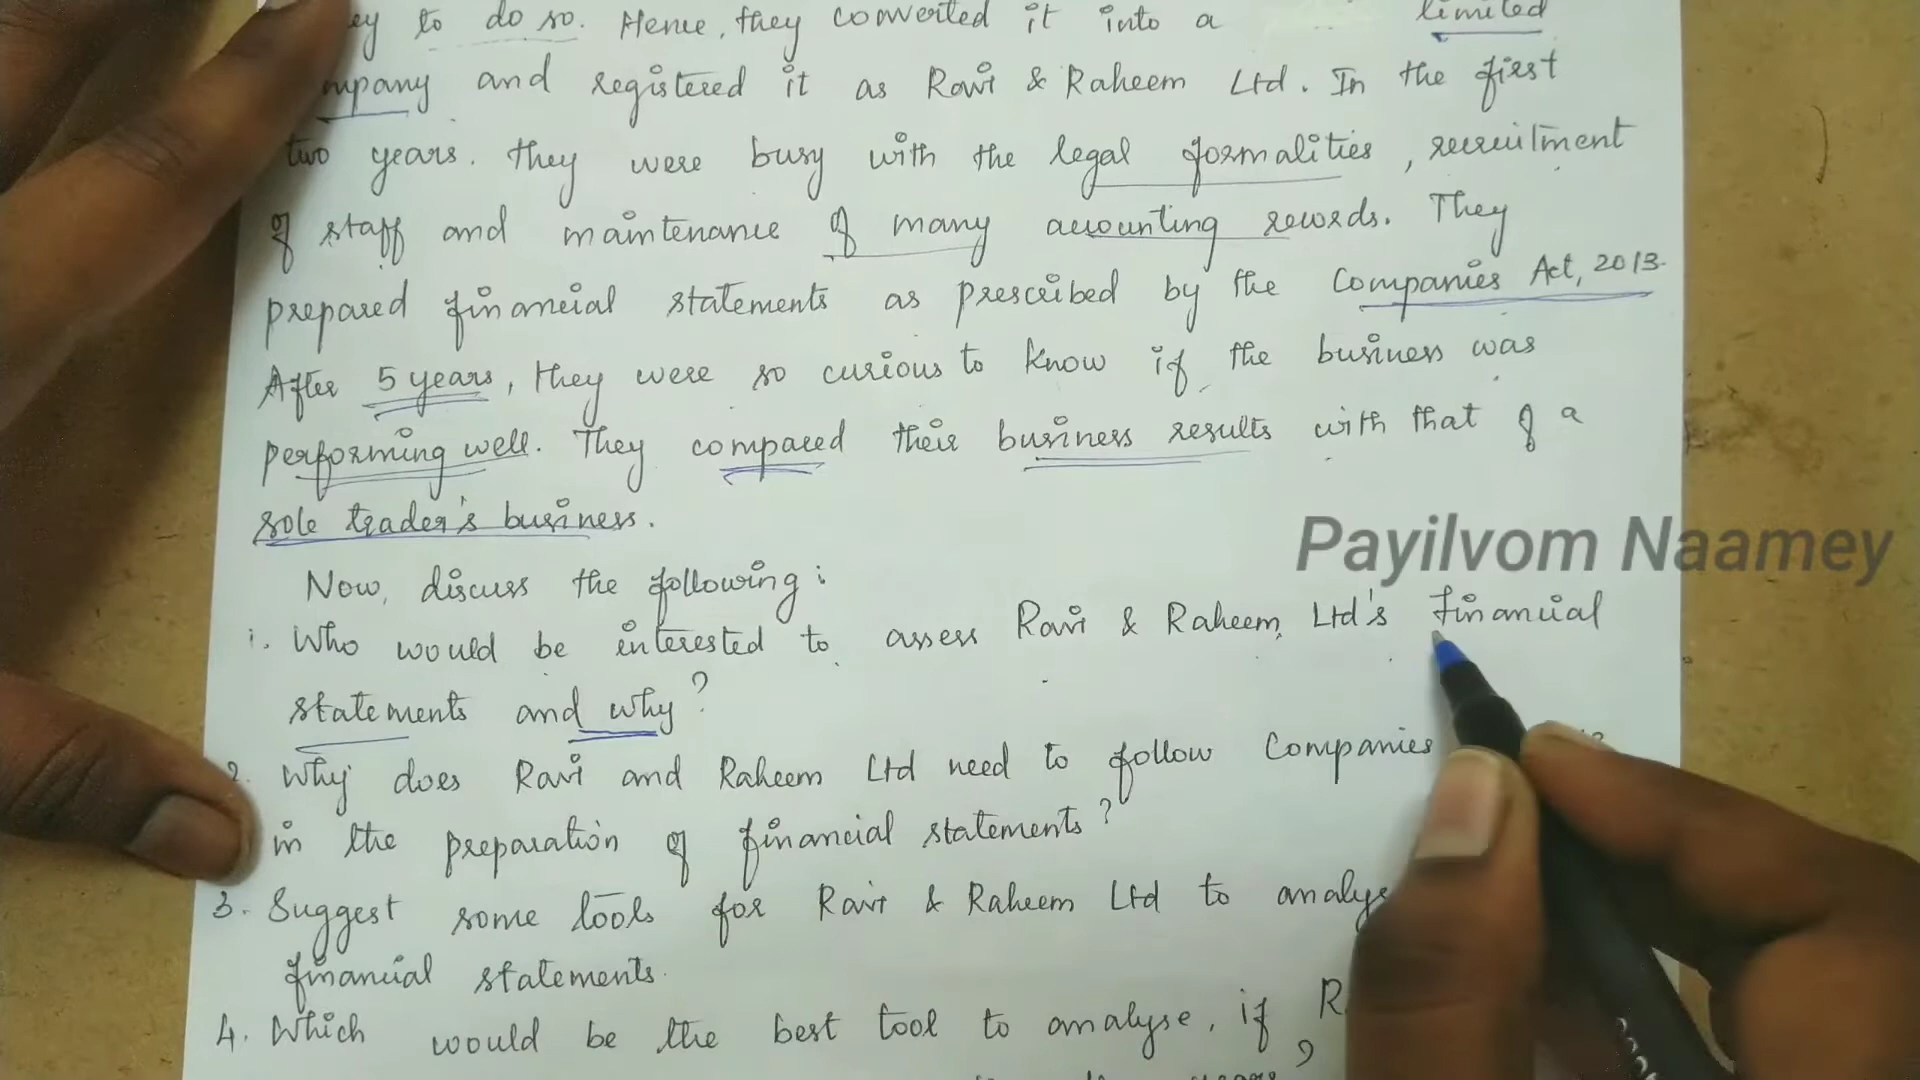 to do so. Hence, they converted it into a limited
and registered it as Ravi & Raheem Ltd. In the first
two years. they were busy with the legal formalities, recruitment
of staff and maintenance of many accounting records. They
prepared financial statements as prescribed by the Companies Act, 2013.
After 5 years, they were so curious to know if the business was
performing well. They compared their business results with that of a
sole trader's business.
Payilvom Naamey
Now, discuss the following:
1. Who would be interested to assess Ravi & Raheem Ltd's financial
statements and why?
2. Why does Ravi and Raheem Ltd need to follow Companies
in the preparation of financial statements?
3. Suggest some tools for Ravi & Raheem Ltd to analyse
financial statements.
4. Which would be the best tool to analyse, if